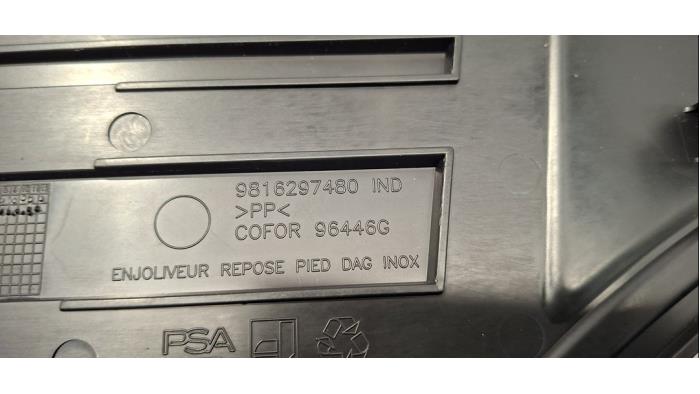 9816297480 IND
>PP<
COFOR 96446G
ENJOLIVEUR REPOSE PIED DAG INOX
PSA